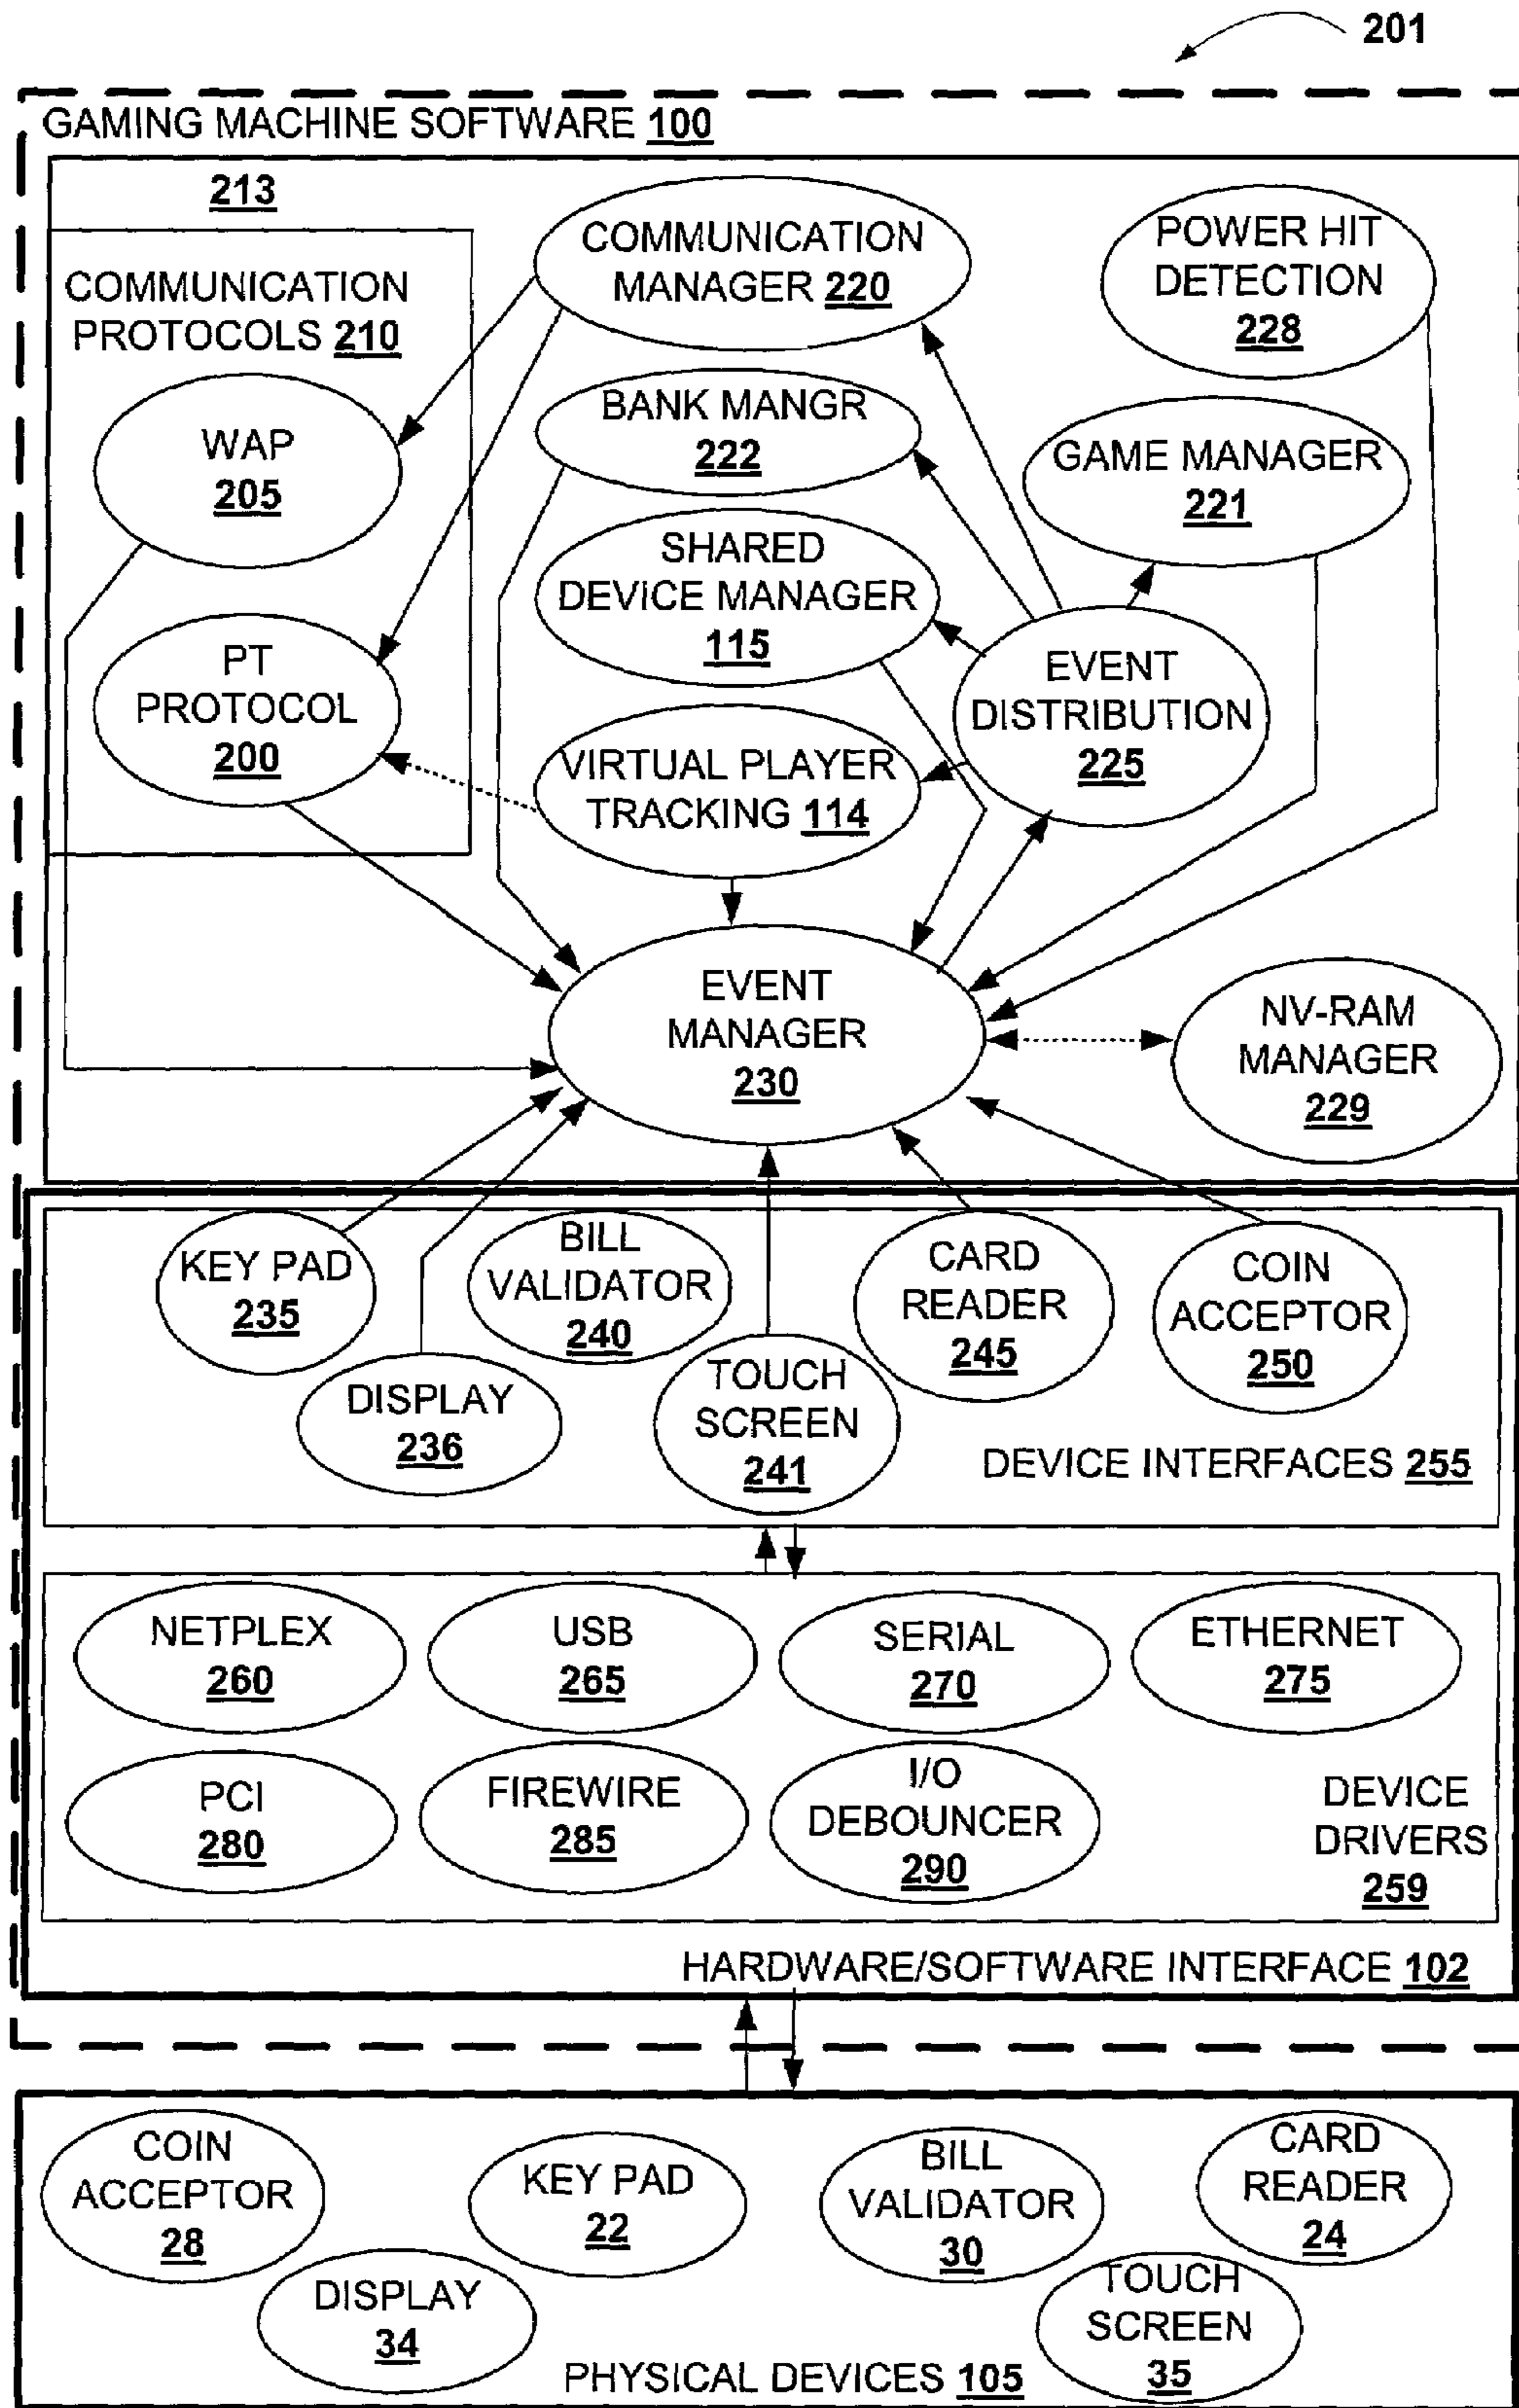 201
GAMING MACHINE SOFTWARE 100
213
COMMUNICATION
PROTOCOLS 210
WAP
205
PT
PROTOCOL
200
COMMUNICATION
MANAGER 220
BANK MANGR
222
SHARED
DEVICE MANAGER
115
VIRTUAL PLAYER
TRACKING 114
POWER HIT
DETECTION
228
GAME MANAGER
221
EVENT
DISTRIBUTION
225
EVENT
MANAGER
230
NV-RAM
MANAGER
229
KEY PAD
235
DISPLAY
236
BILL
VALIDATOR
240
TOUCH
SCREEN
241
CARD
READER
245
COIN
ACCEPTOR
250
DEVICE INTERFACES 255
NETPLEX
260
USB
265
SERIAL
270
ETHERNET
275
PCI
280
FIREWIRE
285
I/O
DEBOUNCER
290
DEVICE
DRIVERS
259
HARDWARE/SOFTWARE INTERFACE 102
COIN
ACCEPTOR
28
DISPLAY
34
KEY PAD
22
BILL
VALIDATOR
30
CARD
READER
24
TOUCH
SCREEN
35
PHYSICAL DEVICES 105